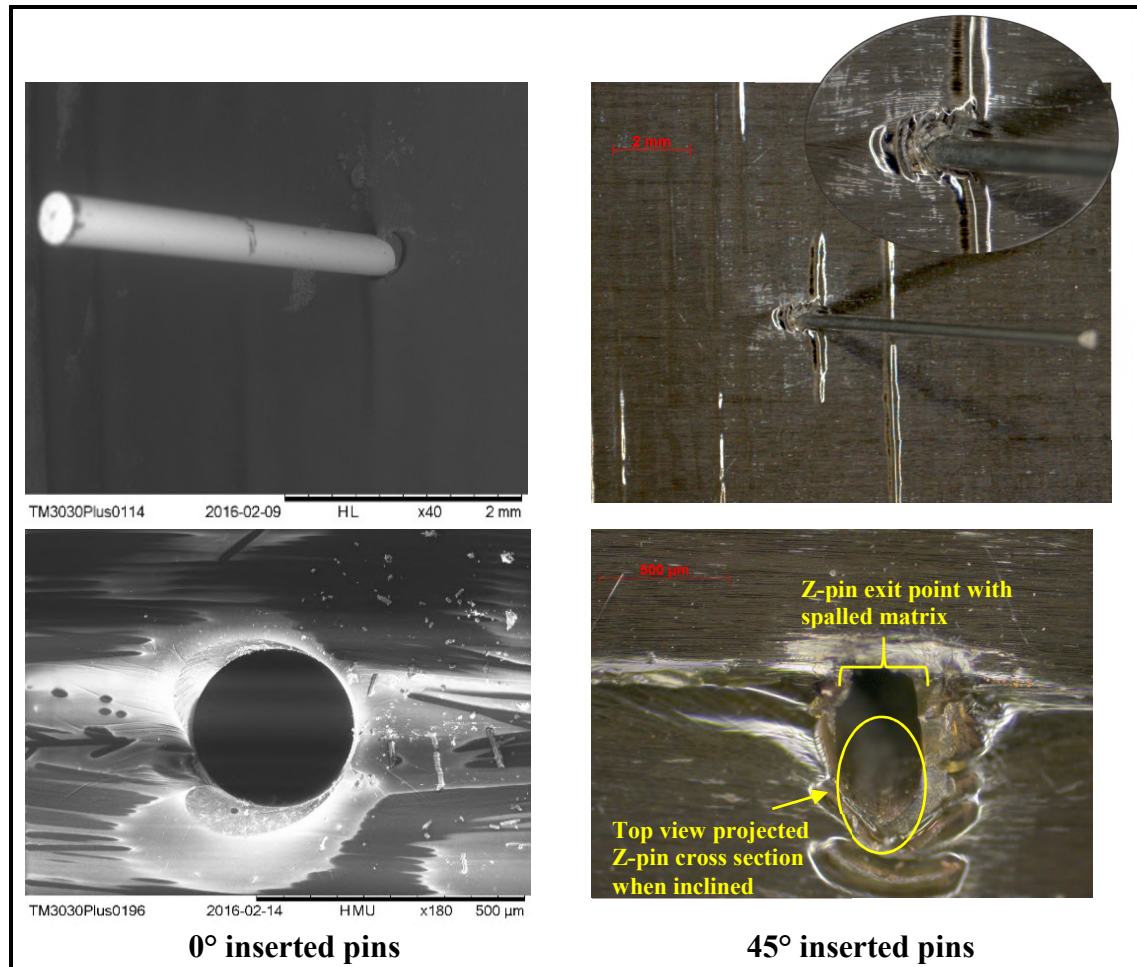 2 mm
TM3030Plus0114 2016-02-09 HL x40 2 mm
500 µm
Z-pin exit point with
spalled matrix
Top view projected
Z-pin cross section
when inclined
TM3030Plus0196 2016-02-14 HMU x180 500 µm
0° inserted pins
45° inserted pins